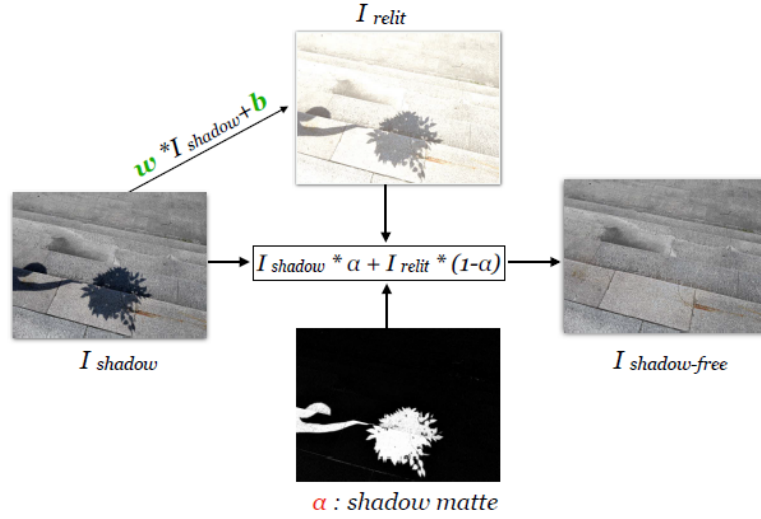 I relit
w *I shadow+b
I shadow * α + I relit * (1-α)
I shadow
I shadow-free
α : shadow matte